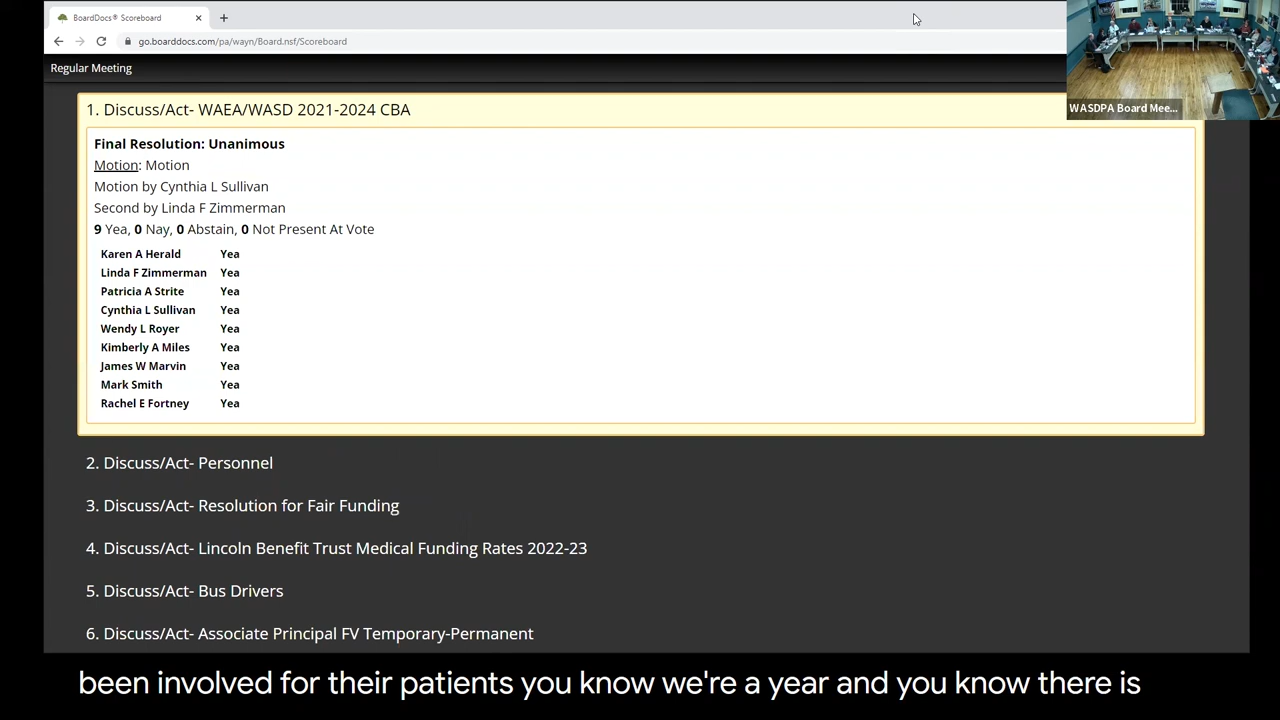 BoardDocs® Scoreboard
go.boarddocs.com/pa/wayn/Board.nsf/Scoreboard
Regular Meeting
WASDPA Board Mee...
1. Discuss/Act- WAEA/WASD 2021-2024 CBA
Final Resolution: Unanimous
Motion: Motion
Motion by Cynthia L Sullivan
Second by Linda F Zimmerman
9 Yea, 0 Nay, 0 Abstain, 0 Not Present At Vote
Karen A Herald Yea
Linda F Zimmerman Yea
Patricia A Strite Yea
Cynthia L Sullivan Yea
Wendy L Royer Yea
Kimberly A Miles Yea
James W Marvin Yea
Mark Smith Yea
Rachel E Fortney Yea
2. Discuss/Act- Personnel
3. Discuss/Act- Resolution for Fair Funding
4. Discuss/Act- Lincoln Benefit Trust Medical Funding Rates 2022-23
5. Discuss/Act- Bus Drivers
6. Discuss/Act- Associate Principal FV Temporary-Permanent
been involved for their patients you know we're a year and you know there is